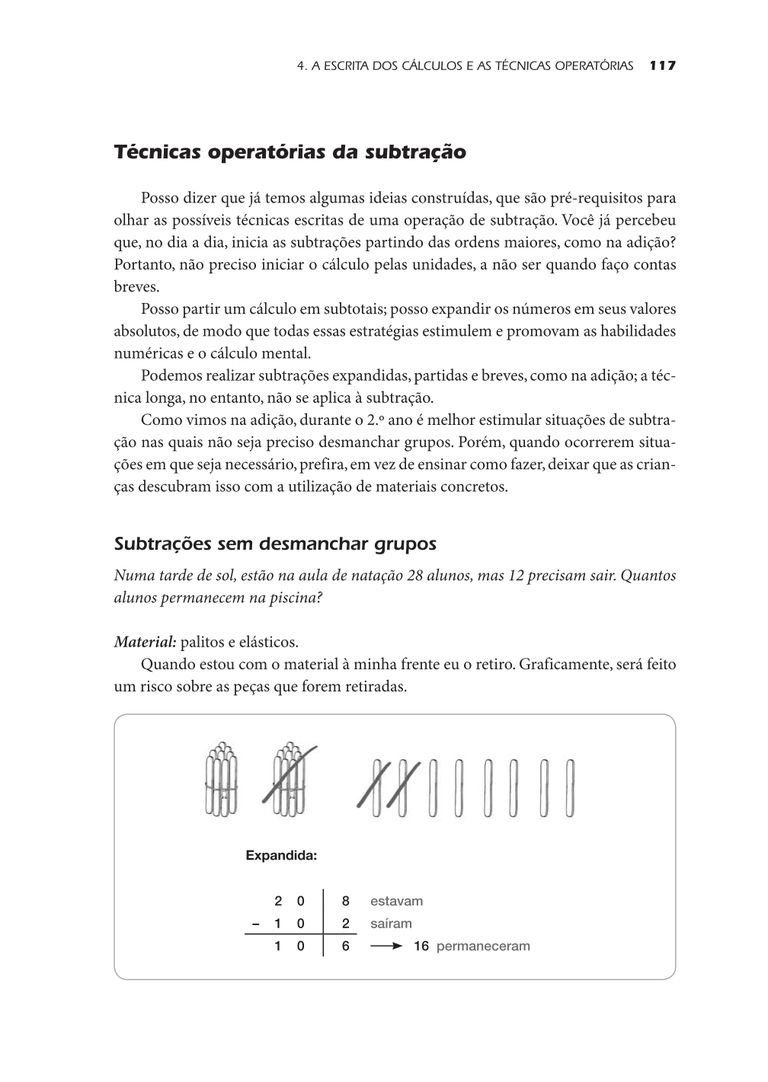 4. A ESCRITA DOS CÁLCULOS E AS TÉCNICAS OPERATÓRIAS 117
Técnicas operatórias da subtração
Posso dizer que já temos algumas ideias construídas, que são pré-requisitos para
olhar as possíveis técnicas escritas de uma operação de subtração. Você já percebeu
que, no dia a dia, inicia as subtrações partindo das ordens maiores, como na adição?
Portanto, não preciso iniciar o cálculo pelas unidades, a não ser quando faço contas
breves.
Posso partir um cálculo em subtotais; posso expandir os números em seus valores
absolutos, de modo que todas essas estratégias estimulem e promovam as habilidades
numéricas e o cálculo mental.
Podemos realizar subtrações expandidas, partidas e breves, como na adição; a téc-
nica longa, no entanto, não se aplica à subtração.
Como vimos na adição, durante o 2.º ano é melhor estimular situações de subtra-
ção nas quais não seja preciso desmanchar grupos. Porém, quando ocorrerem situa-
ções em que seja necessário, prefira, em vez de ensinar como fazer, deixar que as crian-
ças descubram isso com a utilização de materiais concretos.
Subtrações sem desmanchar grupos
Numa tarde de sol, estão na aula de natação 28 alunos, mas 12 precisam sair. Quantos
alunos permanecem na piscina?
Material: palitos e elásticos.
Quando estou com o material à minha frente eu o retiro. Graficamente, será feito
um risco sobre as peças que forem retiradas.
Expandida:
2 0 8 estavam
– 1 0 2 saíram
1 0 6 → 16 permaneceram